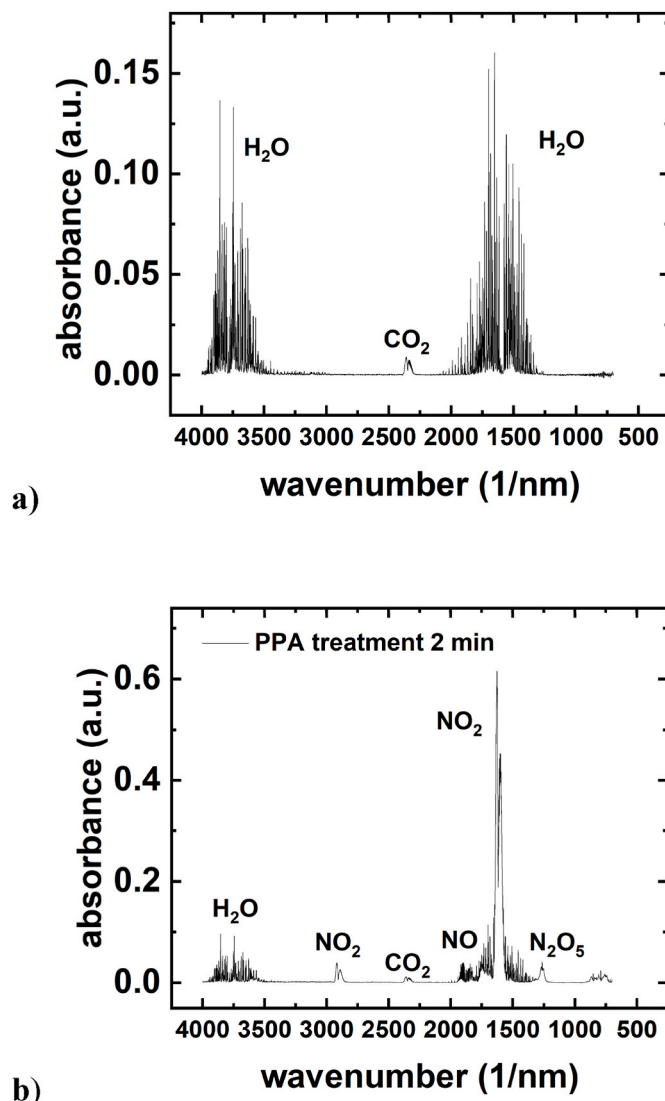 0.15
0.10
0.05
0.00
absorbance (a.u.)
H₂O
H₂O
CO₂
4000 3500 3000 2500 2000 1500 1000 500
wavenumber (1/nm)
a)
PPA treatment 2 min
0.6
0.4
0.2
0.0
absorbance (a.u.)
NO₂
H₂O
NO₂
CO₂
NO
N₂O₅
4000 3500 3000 2500 2000 1500 1000 500
wavenumber (1/nm)
b)